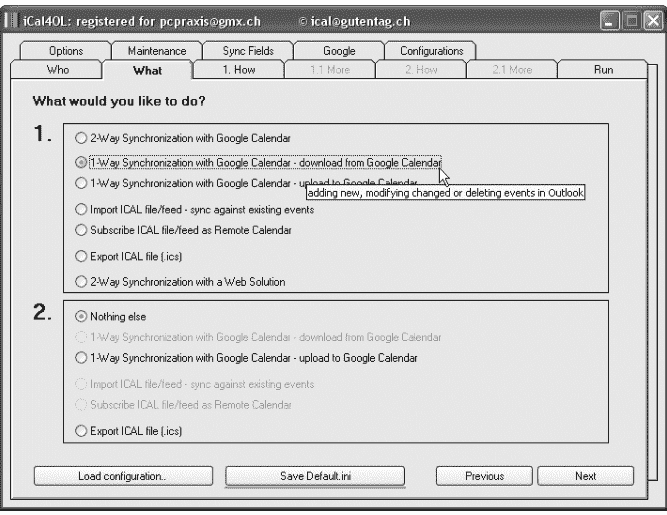 iCal4OL: registered for pcpraxis@gmx.ch © ical@gutentag.ch
Options Maintenance Sync Fields Google Configurations
Who What 1. How 1.1 More 2. How 2.1 More Run
What would you like to do?
1.
2-Way Synchronization with Google Calendar
1-Way Synchronization with Google Calendar - download from Google Calendar
1-Way Synchronization with Google Calendar - upload to Google Calendar
adding new, modifying changed or deleting events in Outlook
Import ICAL file/feed - sync against existing events
Subscribe ICAL file/feed as Remote Calendar
Export ICAL file (.ics)
2-Way Synchronization with a Web Solution
2.
Nothing else
1-Way Synchronization with Google Calendar - download from Google Calendar
1-Way Synchronization with Google Calendar - upload to Google Calendar
Import ICAL file/feed - sync against existing events
Subscribe ICAL file/feed as Remote Calendar
Export ICAL file (.ics)
Load configuration.. Save Default.ini Previous Next